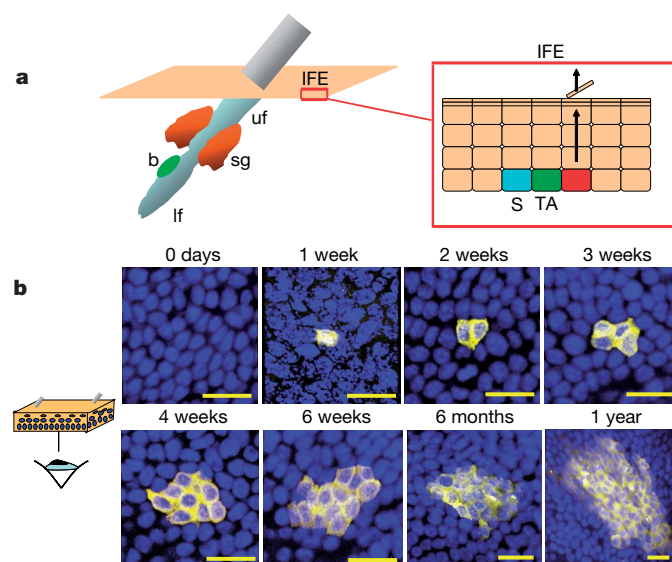 a
IFE
uf
b
sg
lf
IFE
S TA
b
0 days 1 week 2 weeks 3 weeks
4 weeks 6 weeks 6 months 1 year